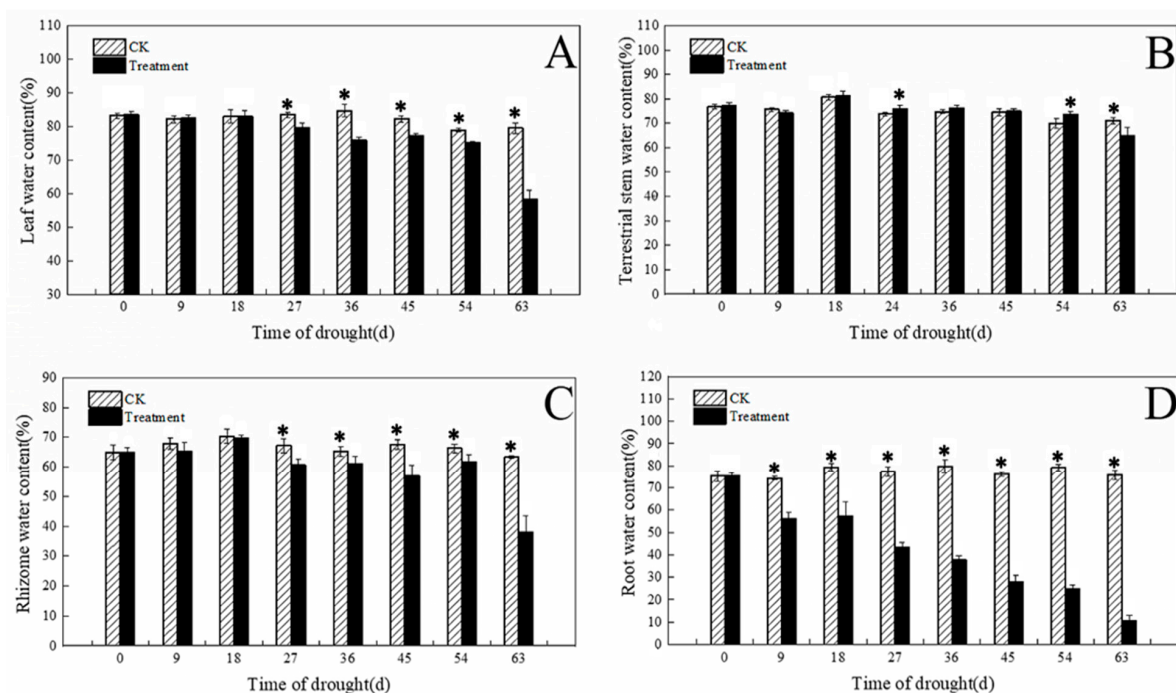 110
100
90
80
70
60
50
40
30
Leaf water content(%)
CK
Treatment
A
* * * * *
0 9 18 27 36 45 54 63
Time of drought(d)
110
100
90
80
70
60
50
40
30
20
10
0
Terrestrial stem water content(%)
CK
Treatment
B
* * *
0 9 18 24 36 45 54 63
Time of drought(d)
90
80
70
60
50
40
30
20
10
0
Rhizome water content(%)
CK
Treatment
C
* * * * *
0 9 18 27 36 45 54 63
Time of drought(d)
120
110
100
90
80
70
60
50
40
30
20
10
0
Root water content(%)
CK
Treatment
D
* * * * * * *
0 9 18 27 36 45 54 63
Time of drought(d)